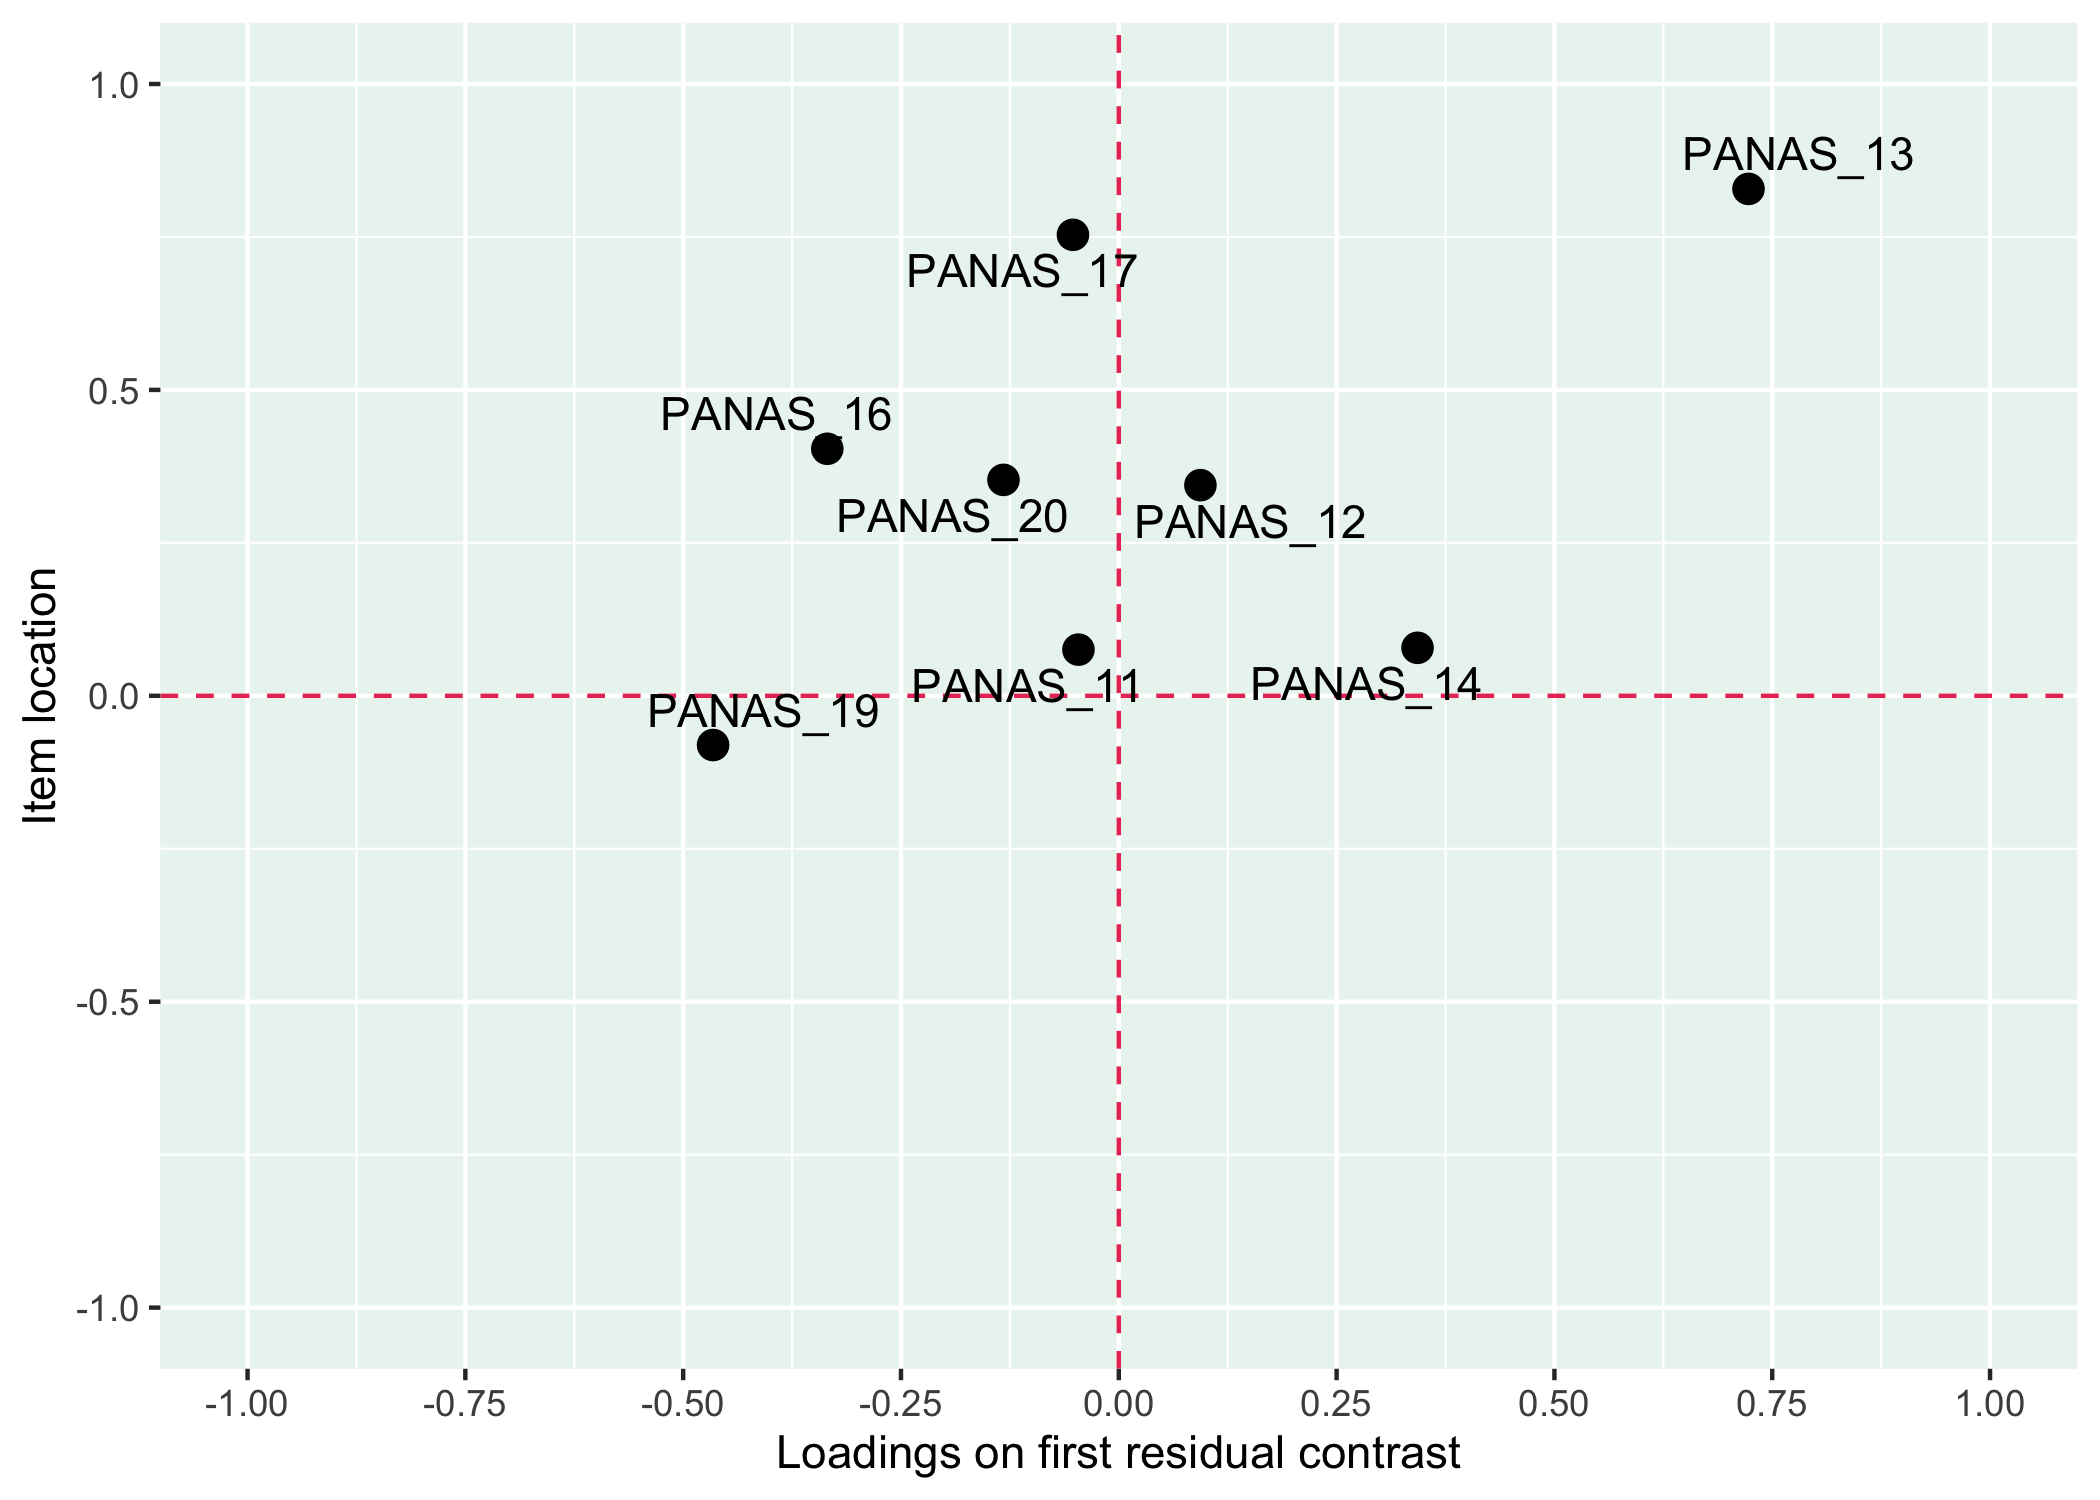 1.0
0.5
0.0
-0.5
-1.0
Item location
PANAS_13
PANAS_17
PANAS_16
PANAS_20
PANAS_12
PANAS_11
PANAS_14
PANAS_19
-1.00 -0.75 -0.50 -0.25 0.00 0.25 0.50 0.75 1.00
Loadings on first residual contrast